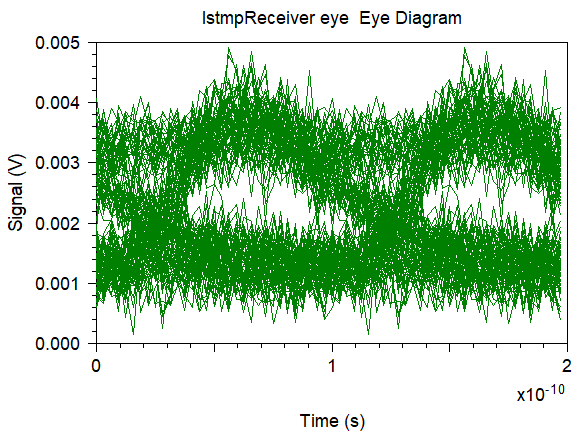 lstmpReceiver eye  Eye Diagram
0.005
0.004
0.003
0.002
0.001
0.000
Signal (V)
0
1
2
x10⁻¹⁰
Time (s)